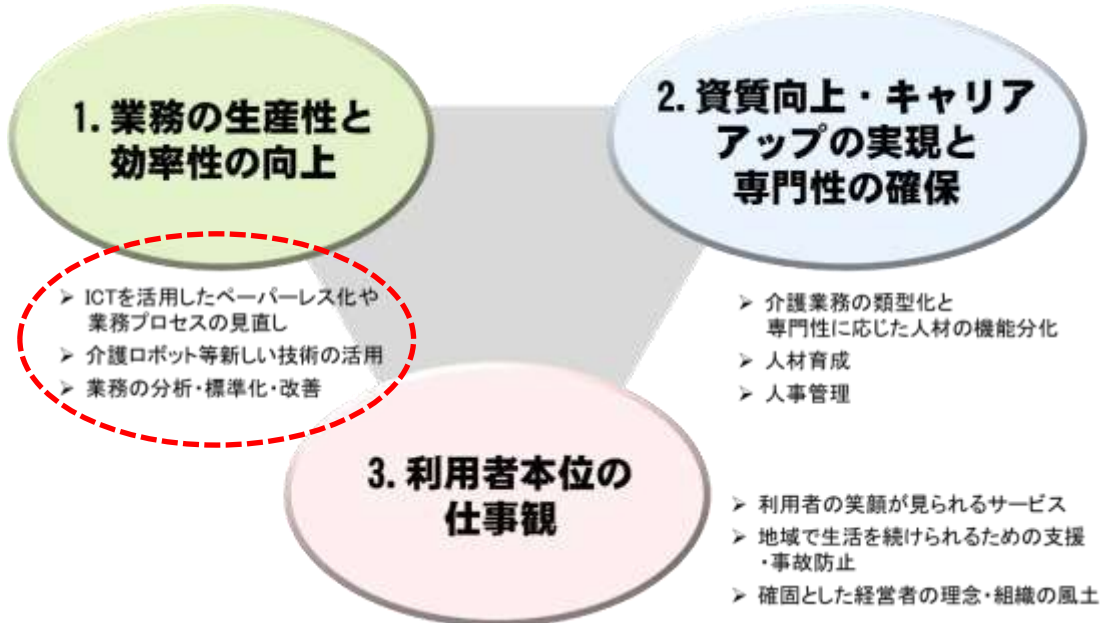 1. 業務の生産性と
効率性の向上
➢ ICTを活用したペーパーレス化や
業務プロセスの見直し
➢ 介護ロボット等新しい技術の活用
➢ 業務の分析・標準化・改善
2. 資質向上・キャリア
アップの実現と
専門性の確保
➢ 介護業務の類型化と
専門性に応じた人材の機能分化
➢ 人材育成
➢ 人事管理
3. 利用者本位の
仕事観
➢ 利用者の笑顔が見られるサービス
➢ 地域で生活を続けられるための支援
・事故防止
➢ 確固とした経営者の理念・組織の風土